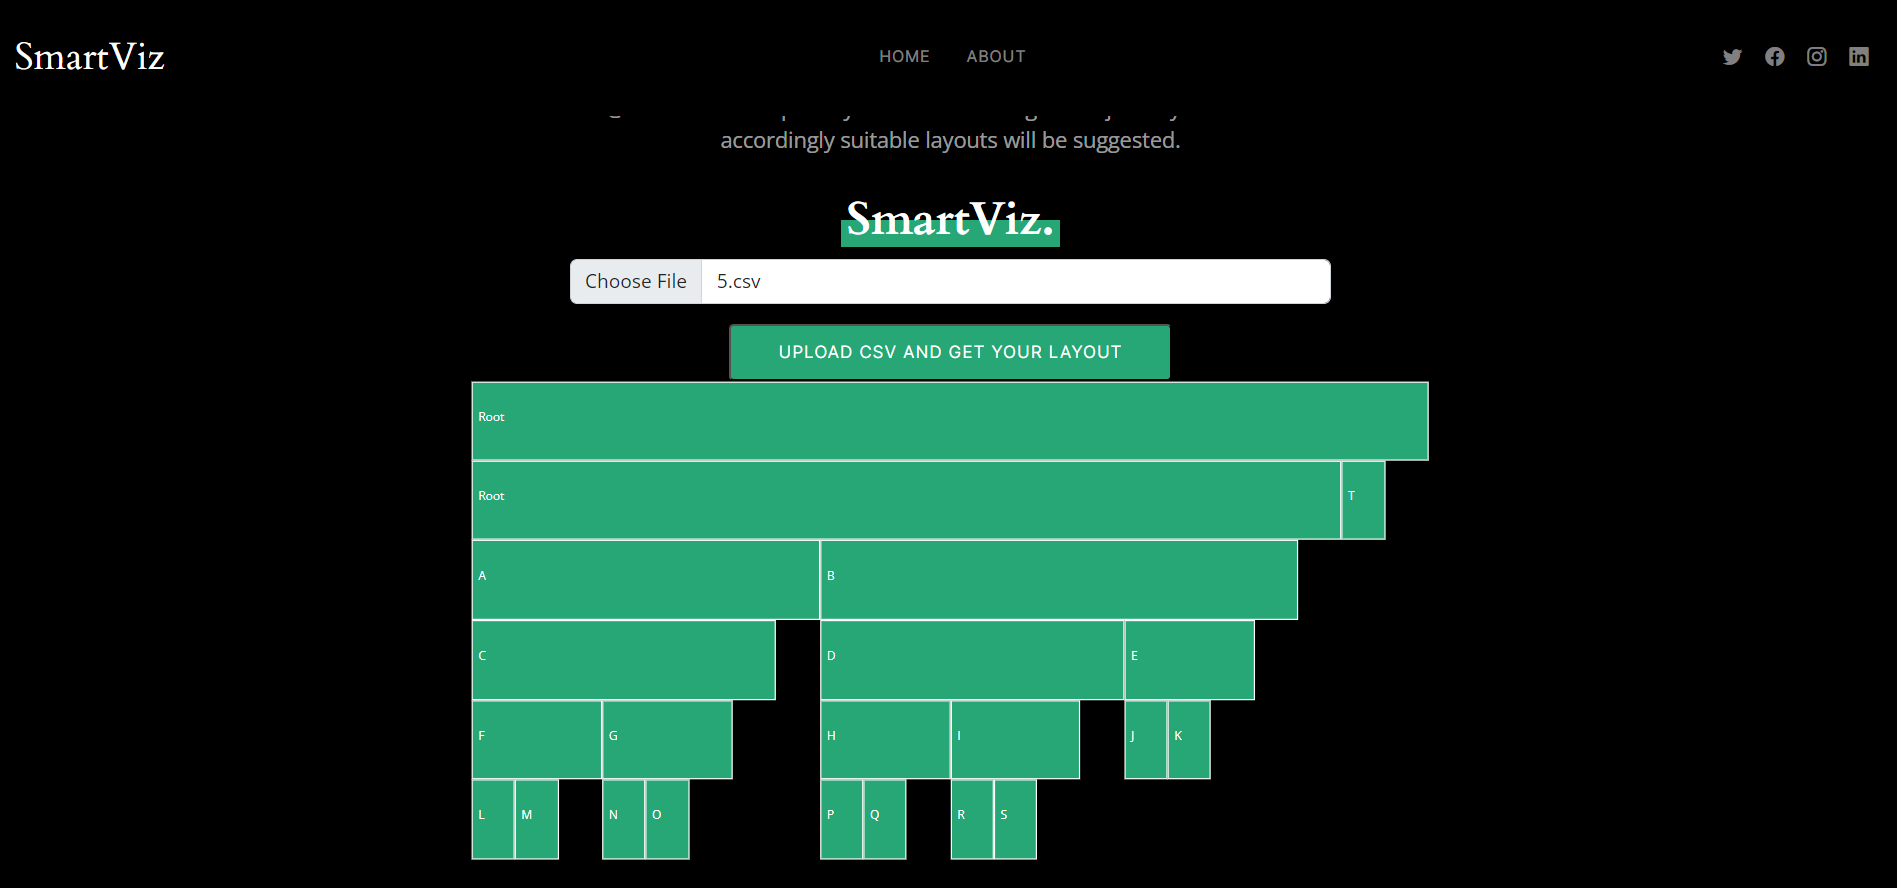 SmartViz
HOME ABOUT
accordingly suitable layouts will be suggested.
SmartViz.
Choose File 5.csv
UPLOAD CSV AND GET YOUR LAYOUT
Root
Root T
A B
C D E
F G H I J K
L M N O P Q R S